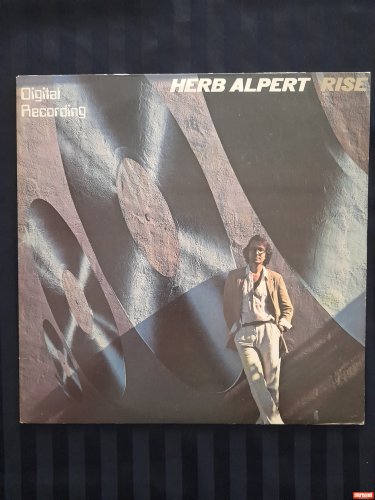 HERB ALPERT RISE
Digital
Recording